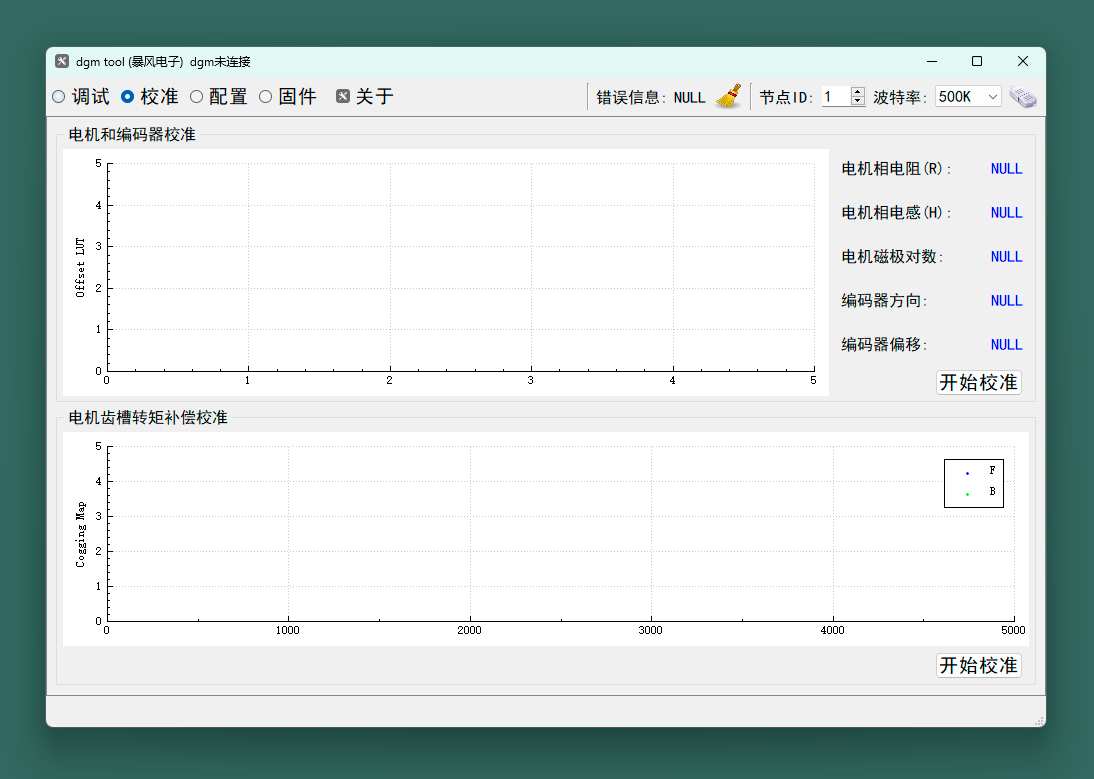 dgm tool (暴风电子)  dgm未连接
调试 校准 配置 固件 关于 错误信息: NULL 节点ID: 1 波特率: 500K
电机和编码器校准
5
4
3
2
1
0
Offset LUT
0 1 2 3 4 5
电机相电阻(R): NULL
电机相电感(H): NULL
电机磁极对数: NULL
编码器方向: NULL
编码器偏移: NULL
开始校准
电机齿槽转矩补偿校准
5
4
3
2
1
0
Cogging Map
0 1000 2000 3000 4000 5000
F
B
开始校准